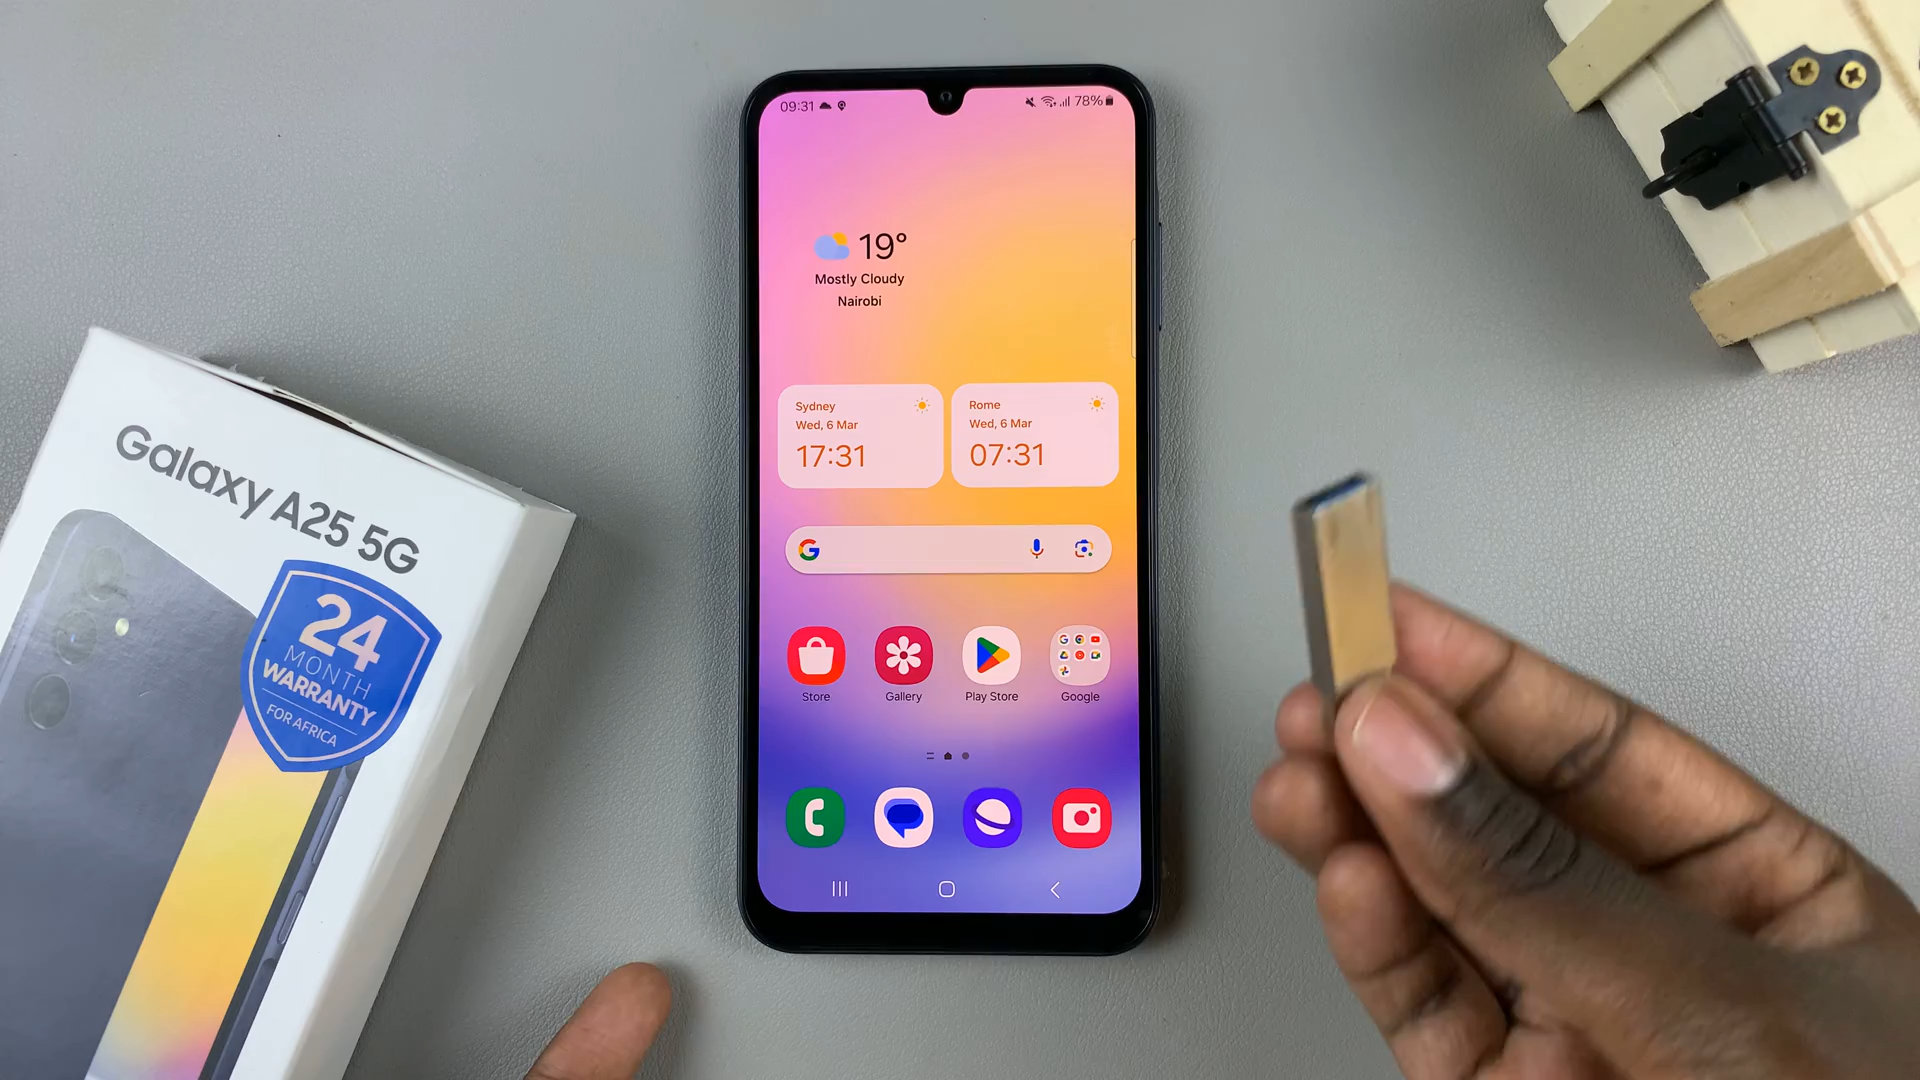 09:31
78%
19°
Mostly Cloudy
Nairobi
Sydney
Wed, 6 Mar
17:31
Rome
Wed, 6 Mar
07:31
G
Store
Gallery
Play Store
Google
Galaxy A25 5G
24
MONTH
WARRANTY
FOR AFRICA